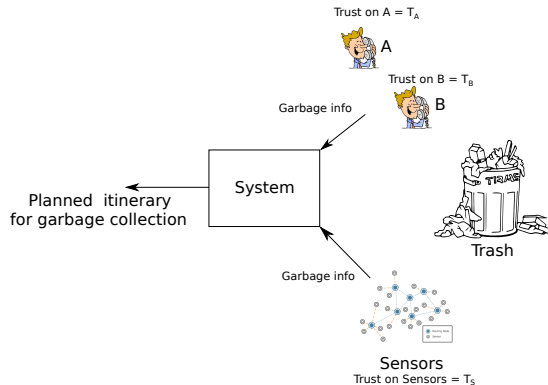 Trust on A = T_A
A
Trust on B = T_B
B
Garbage info
System
Planned itinerary
for garbage collection
TRASH
Trash
Garbage info
Sensors
Trust on Sensors = T_S